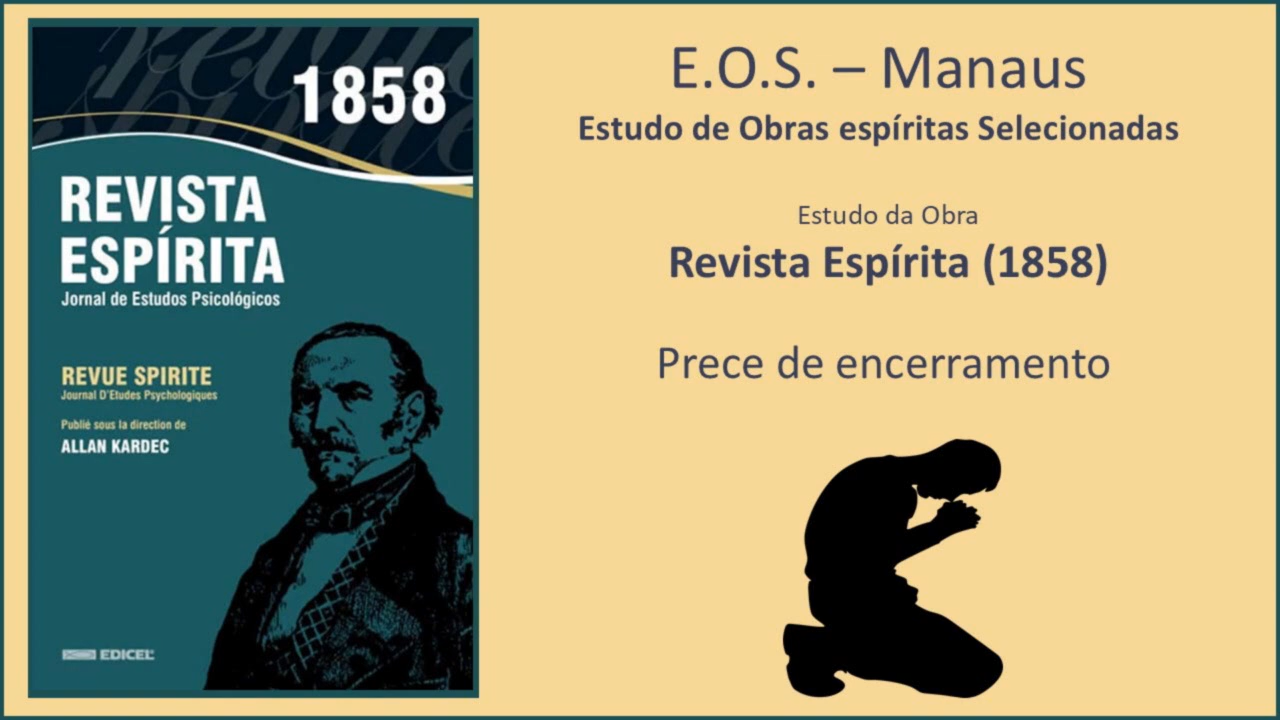 1858
REVISTA
ESPÍRITA
Jornal de Estudos Psicológicos
REVUE SPIRITE
Journal D'Etudes Psychologiques
Publié sous la direction de
ALLAN KARDEC
EDICEL
E.O.S. – Manaus
Estudo de Obras espíritas Selecionadas
Estudo da Obra
Revista Espírita (1858)
Prece de encerramento